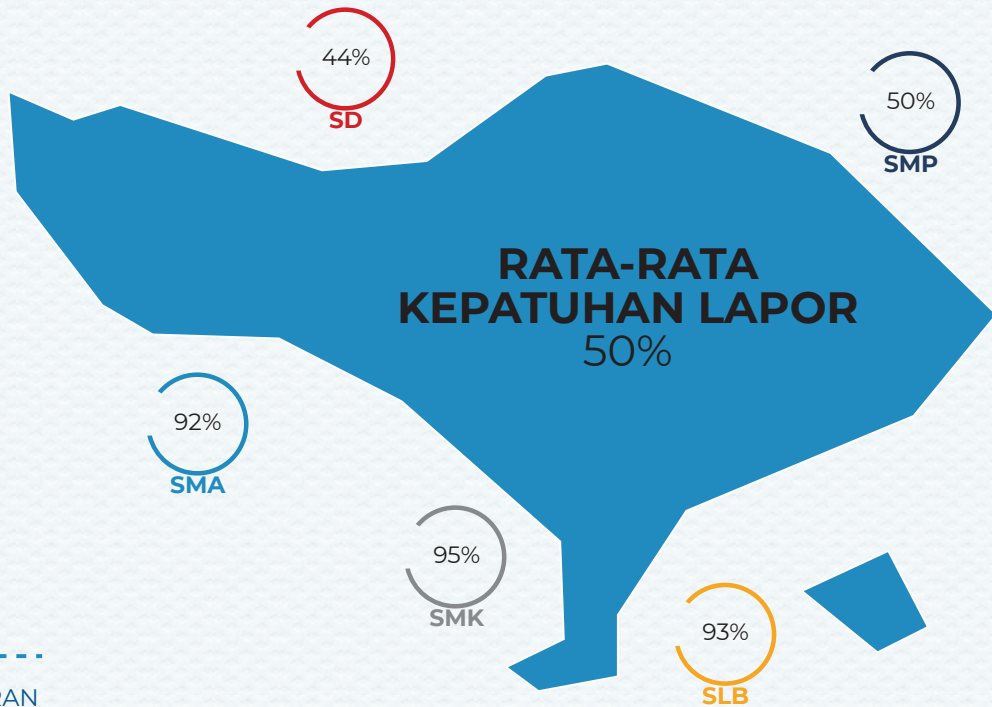 44%
SD
50%
SMP
RATA-RATA
KEPATUHAN LAPOR
50%
92%
SMA
95%
SMK
93%
SLB